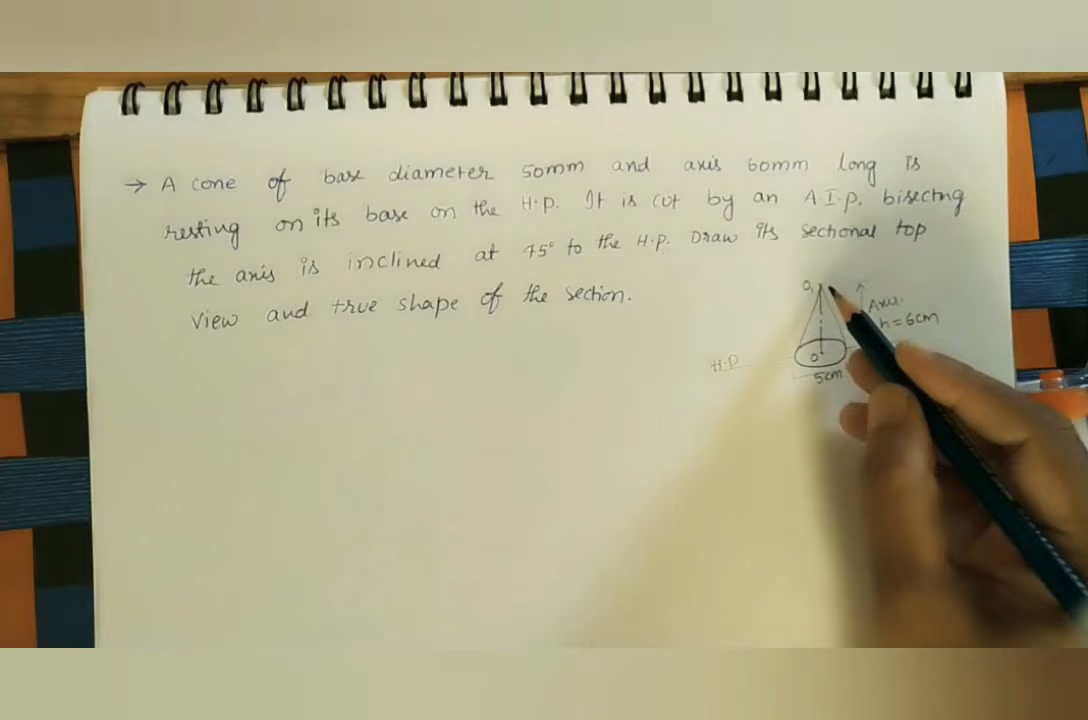 → A cone of base diameter 50mm and axis 60mm long is
resting on its base on the H.P. It is cut by an A.I.P. bisectng
the axis is inclined at 45° to the H.P. Draw its sectional top
view and true shape of the section.
O₁
Axis.
h=6cm
H.P
O
5cm